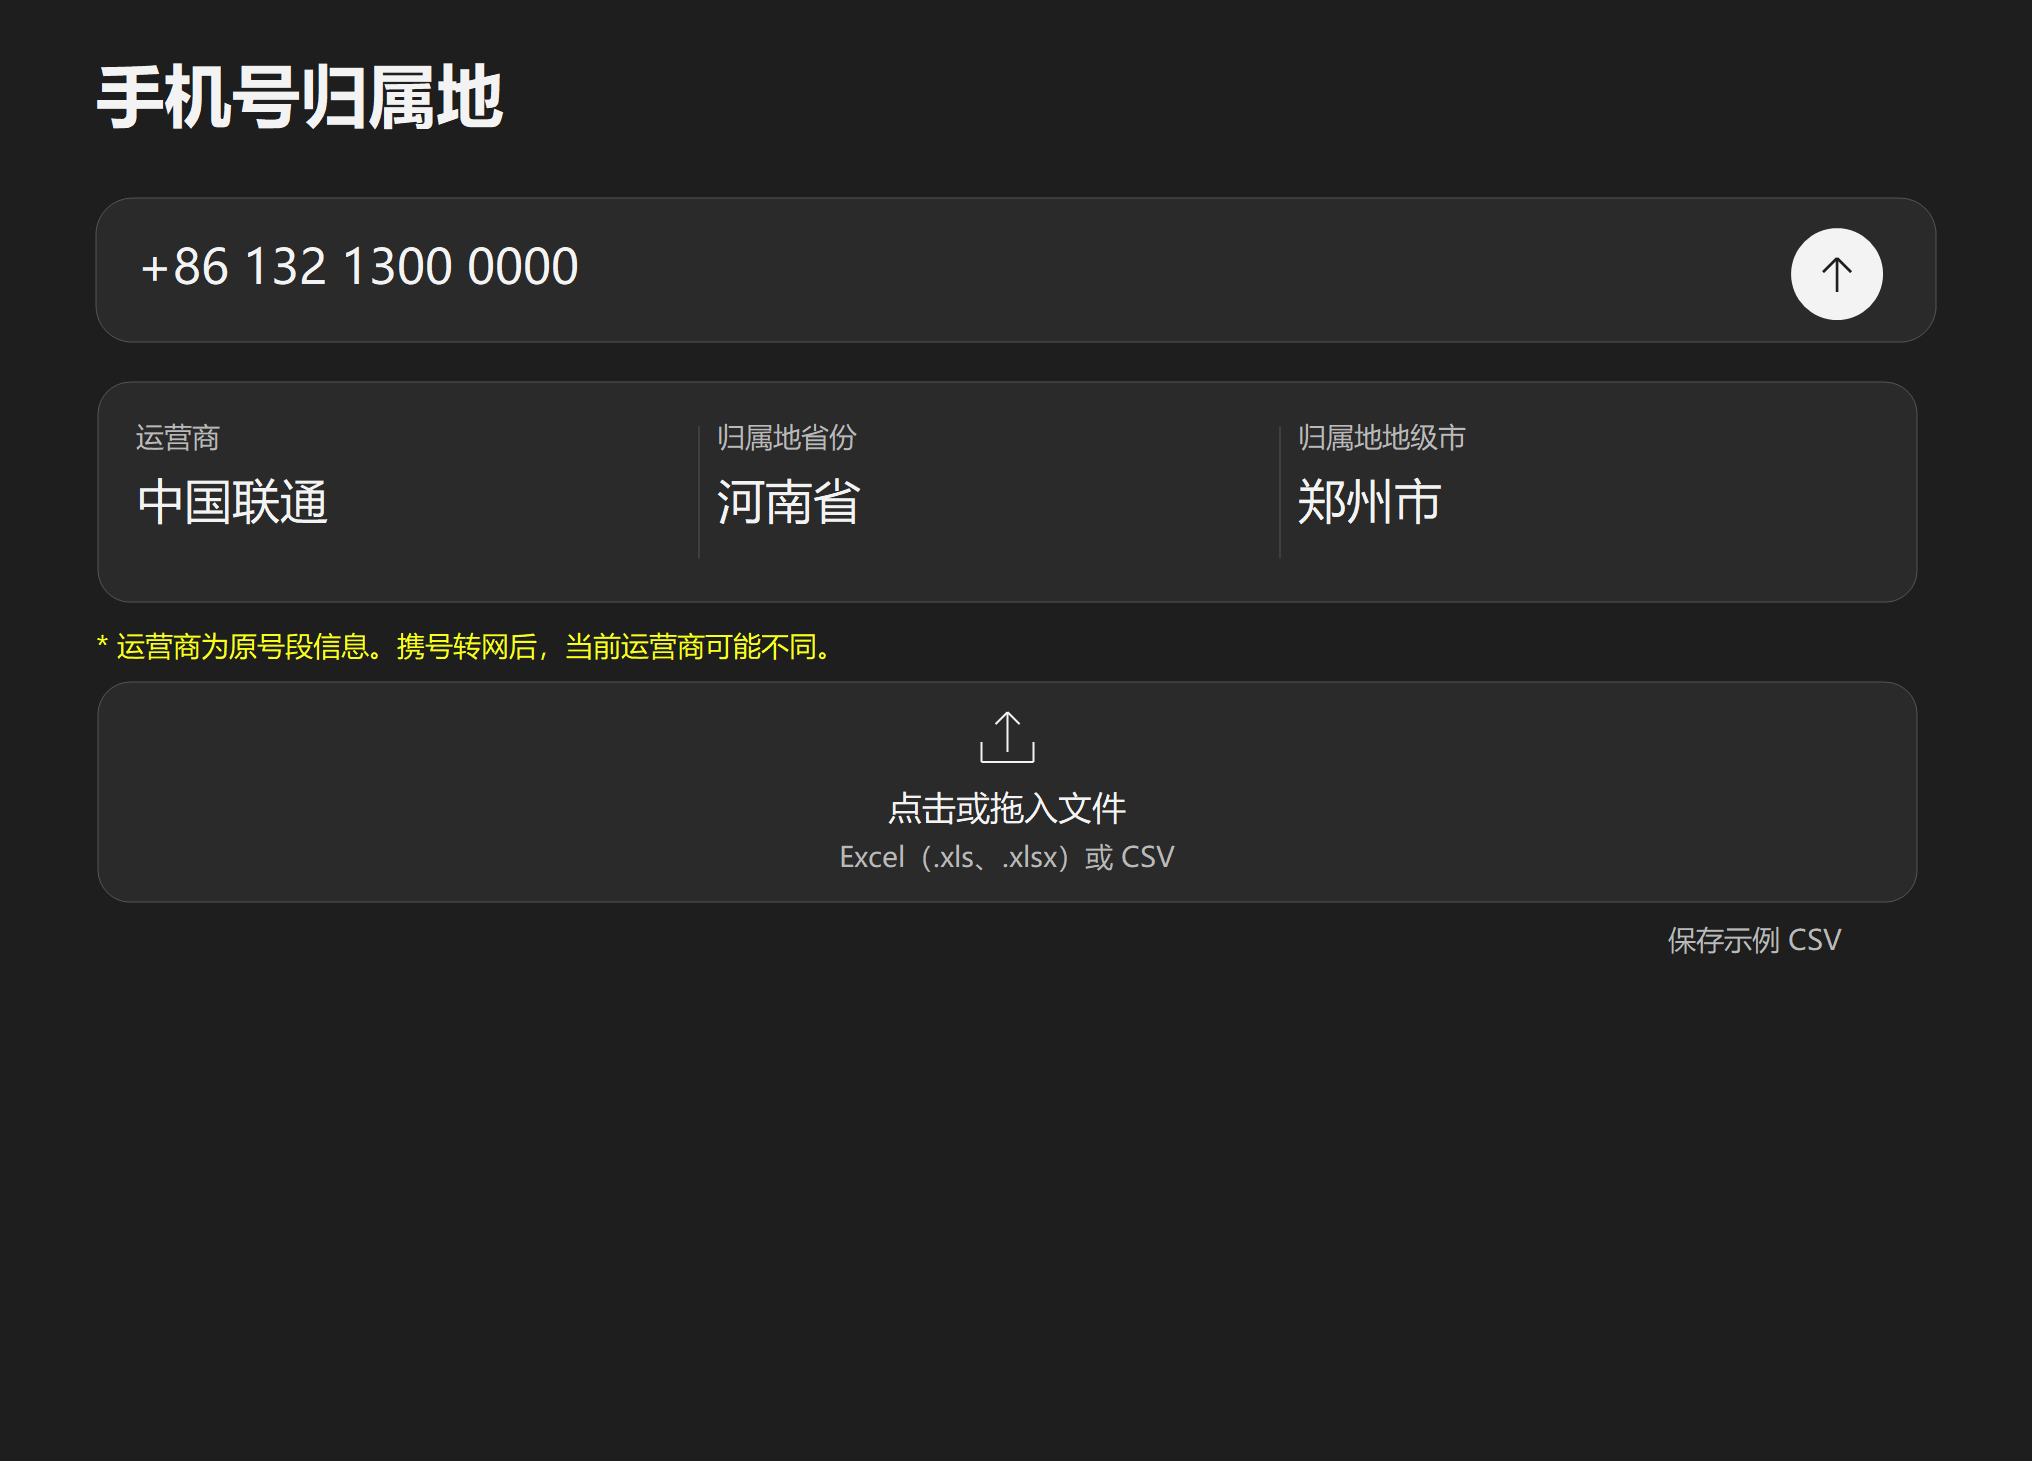 手机号归属地
+86 132 1300 0000
运营商
归属地省份
归属地地级市
中国联通
河南省
郑州市
* 运营商为原号段信息。携号转网后，当前运营商可能不同。
点击或拖入文件
Excel（.xls、.xlsx）或 CSV
保存示例 CSV